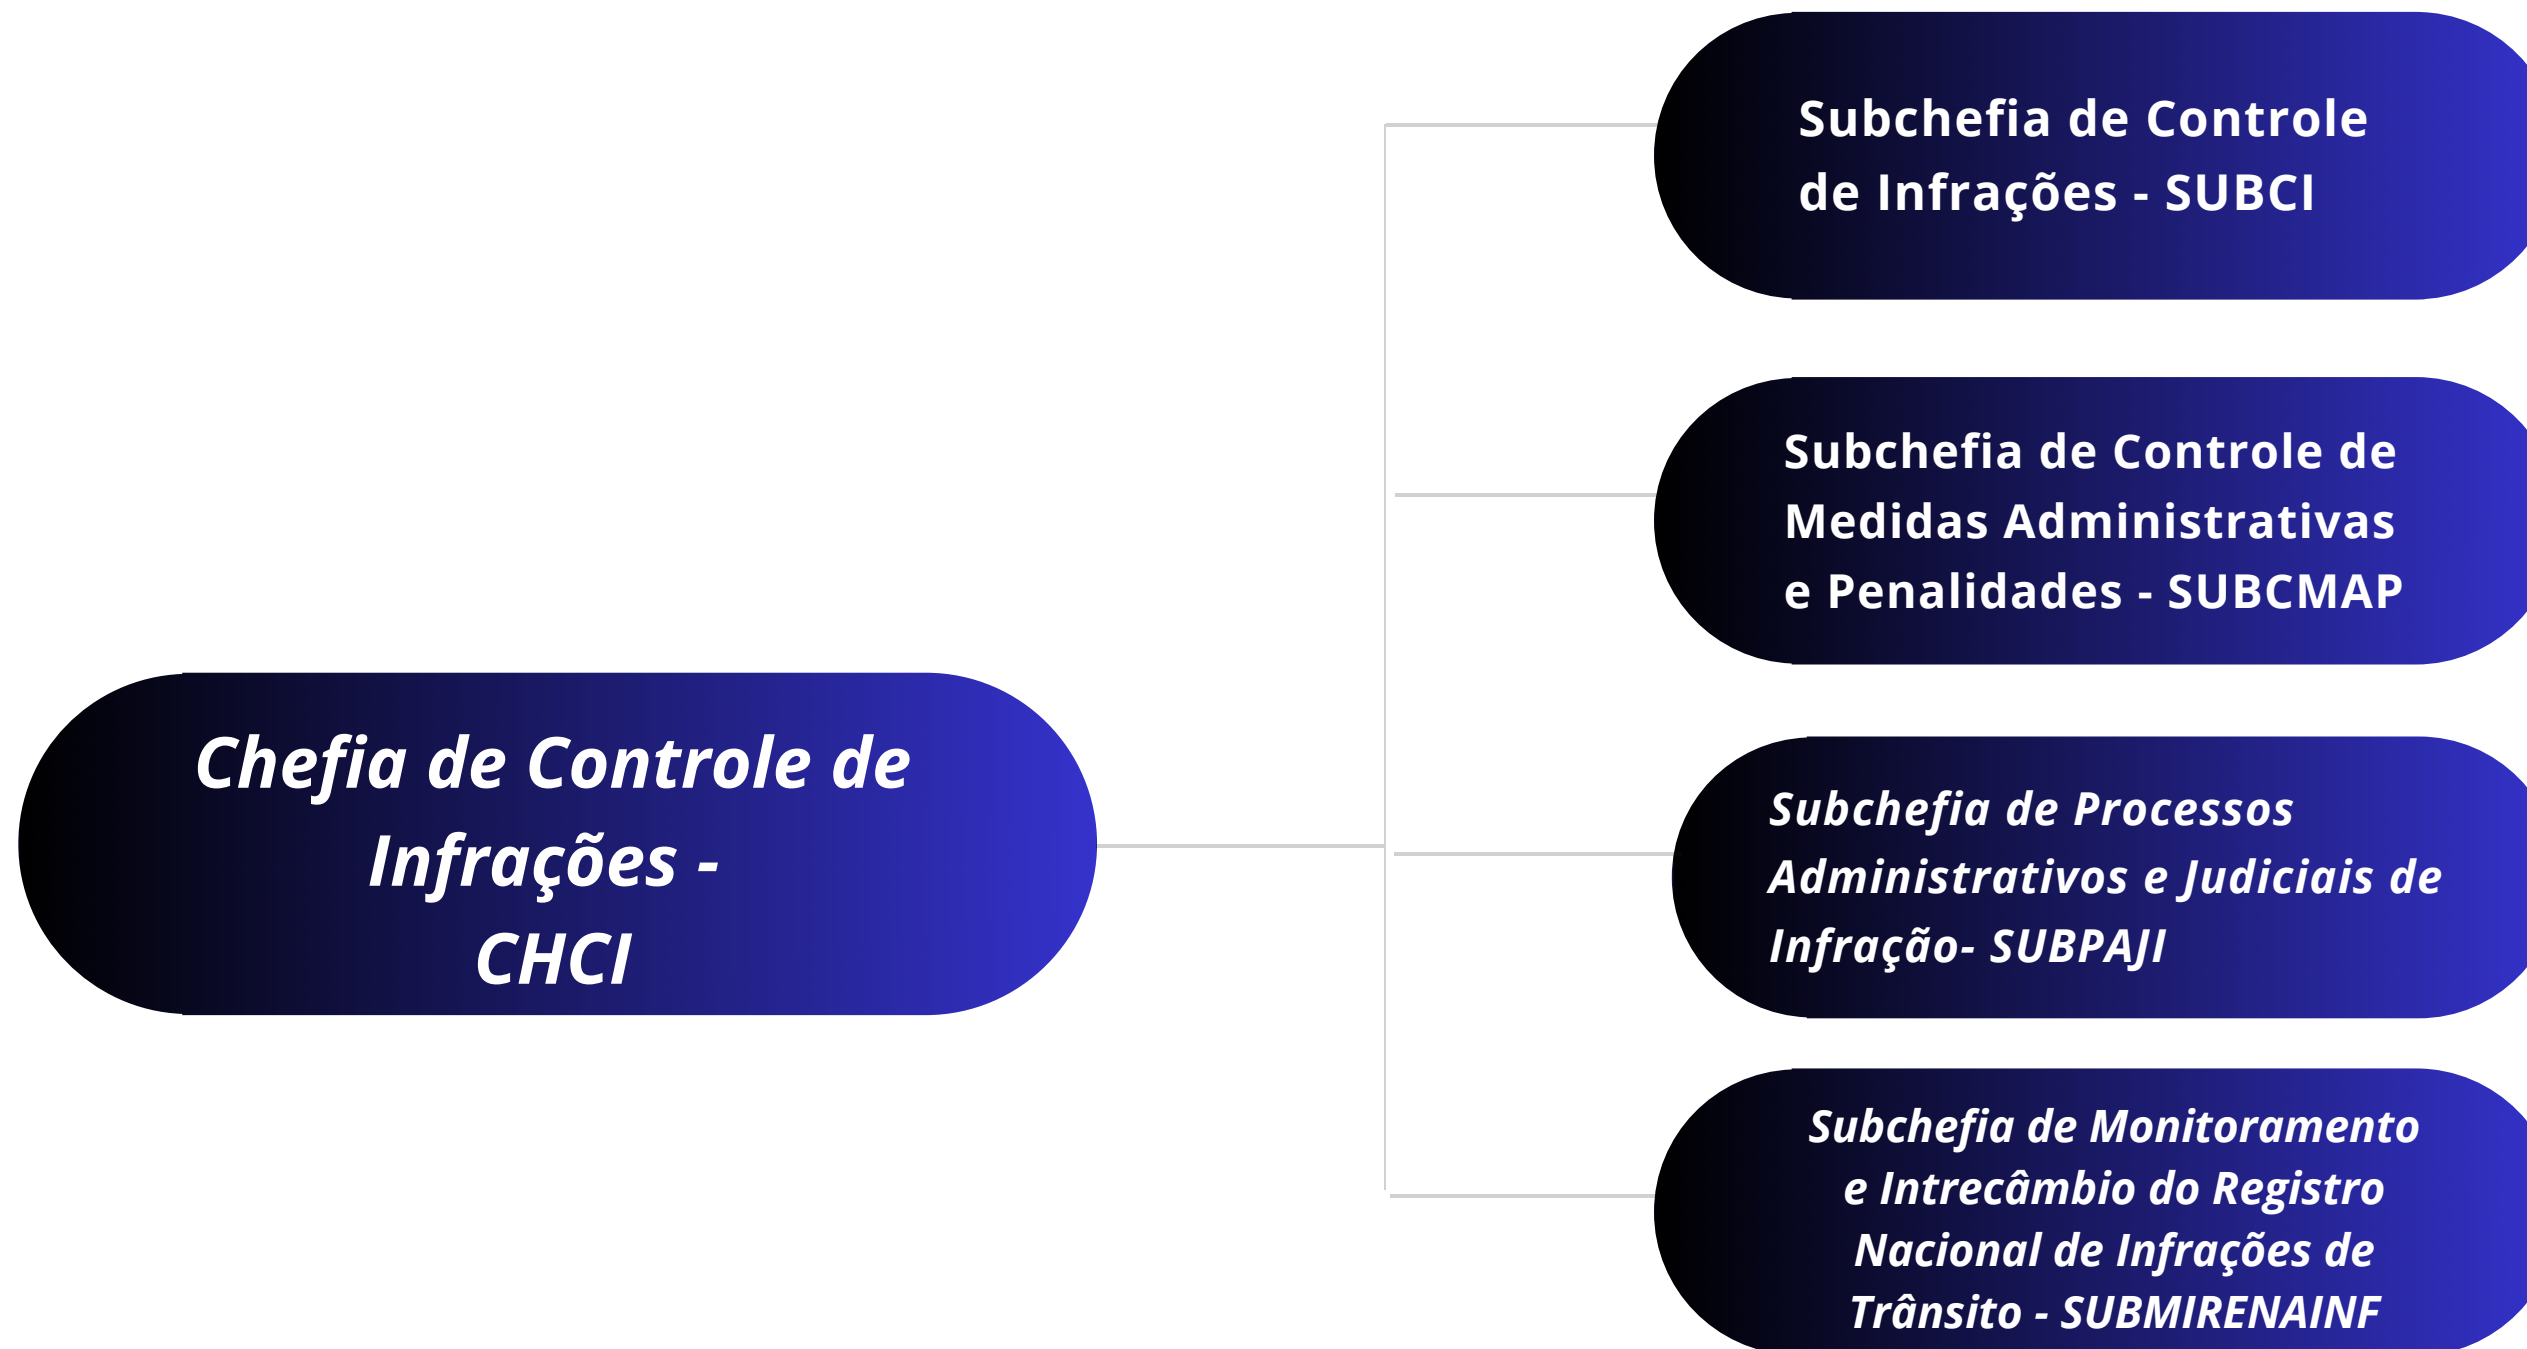 Subchefia de Controle
de Infrações - SUBCI
Subchefia de Controle de
Medidas Administrativas
e Penalidades - SUBCMAP
Chefia de Controle de
Infrações -
CHCI
Subchefia de Processos
Administrativos e Judiciais de
Infração- SUBPAJI
Subchefia de Monitoramento
e Intrecâmbio do Registro
Nacional de Infrações de
Trânsito - SUBMIRENAINF